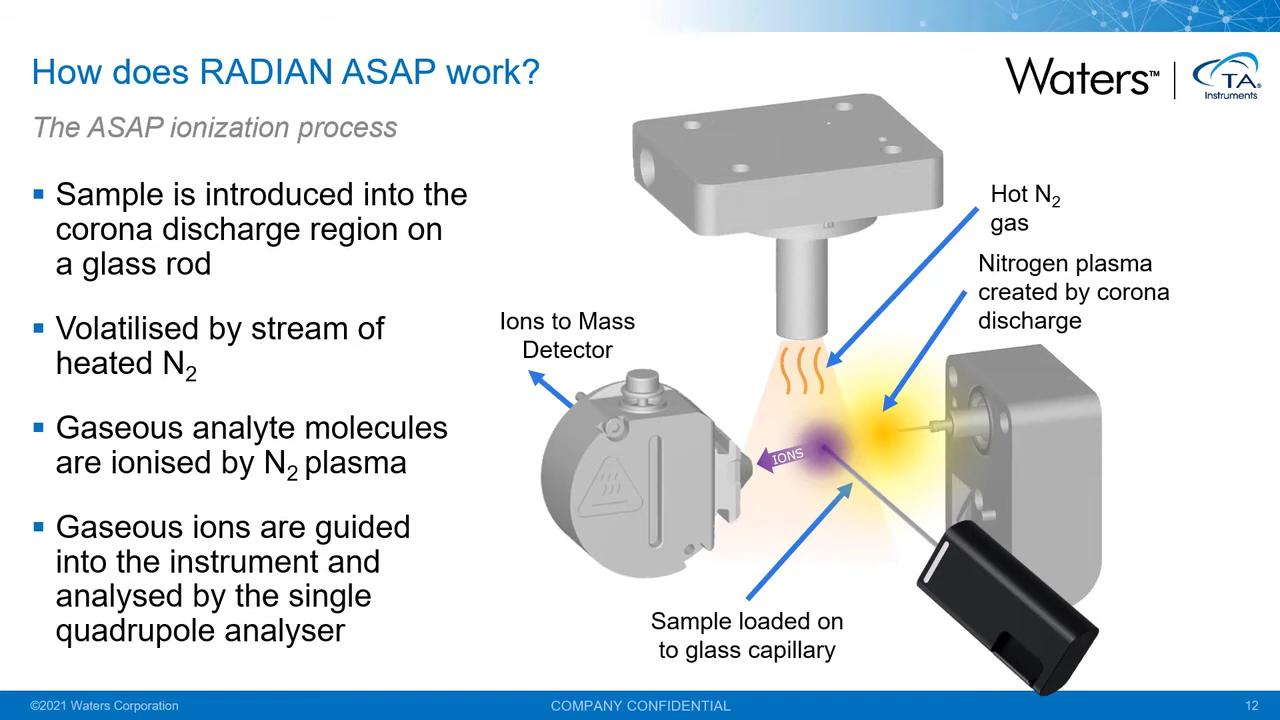 How does RADIAN ASAP work?
Waters™
TA®
Instruments
The ASAP ionization process
▪ Sample is introduced into the
corona discharge region on
a glass rod
▪ Volatilised by stream of
heated N₂
▪ Gaseous analyte molecules
are ionised by N₂ plasma
▪ Gaseous ions are guided
into the instrument and
analysed by the single
quadrupole analyser
Hot N₂
gas
Nitrogen plasma
created by corona
discharge
Ions to Mass
Detector
IONS
Sample loaded on
to glass capillary
©2021 Waters Corporation
COMPANY CONFIDENTIAL
12